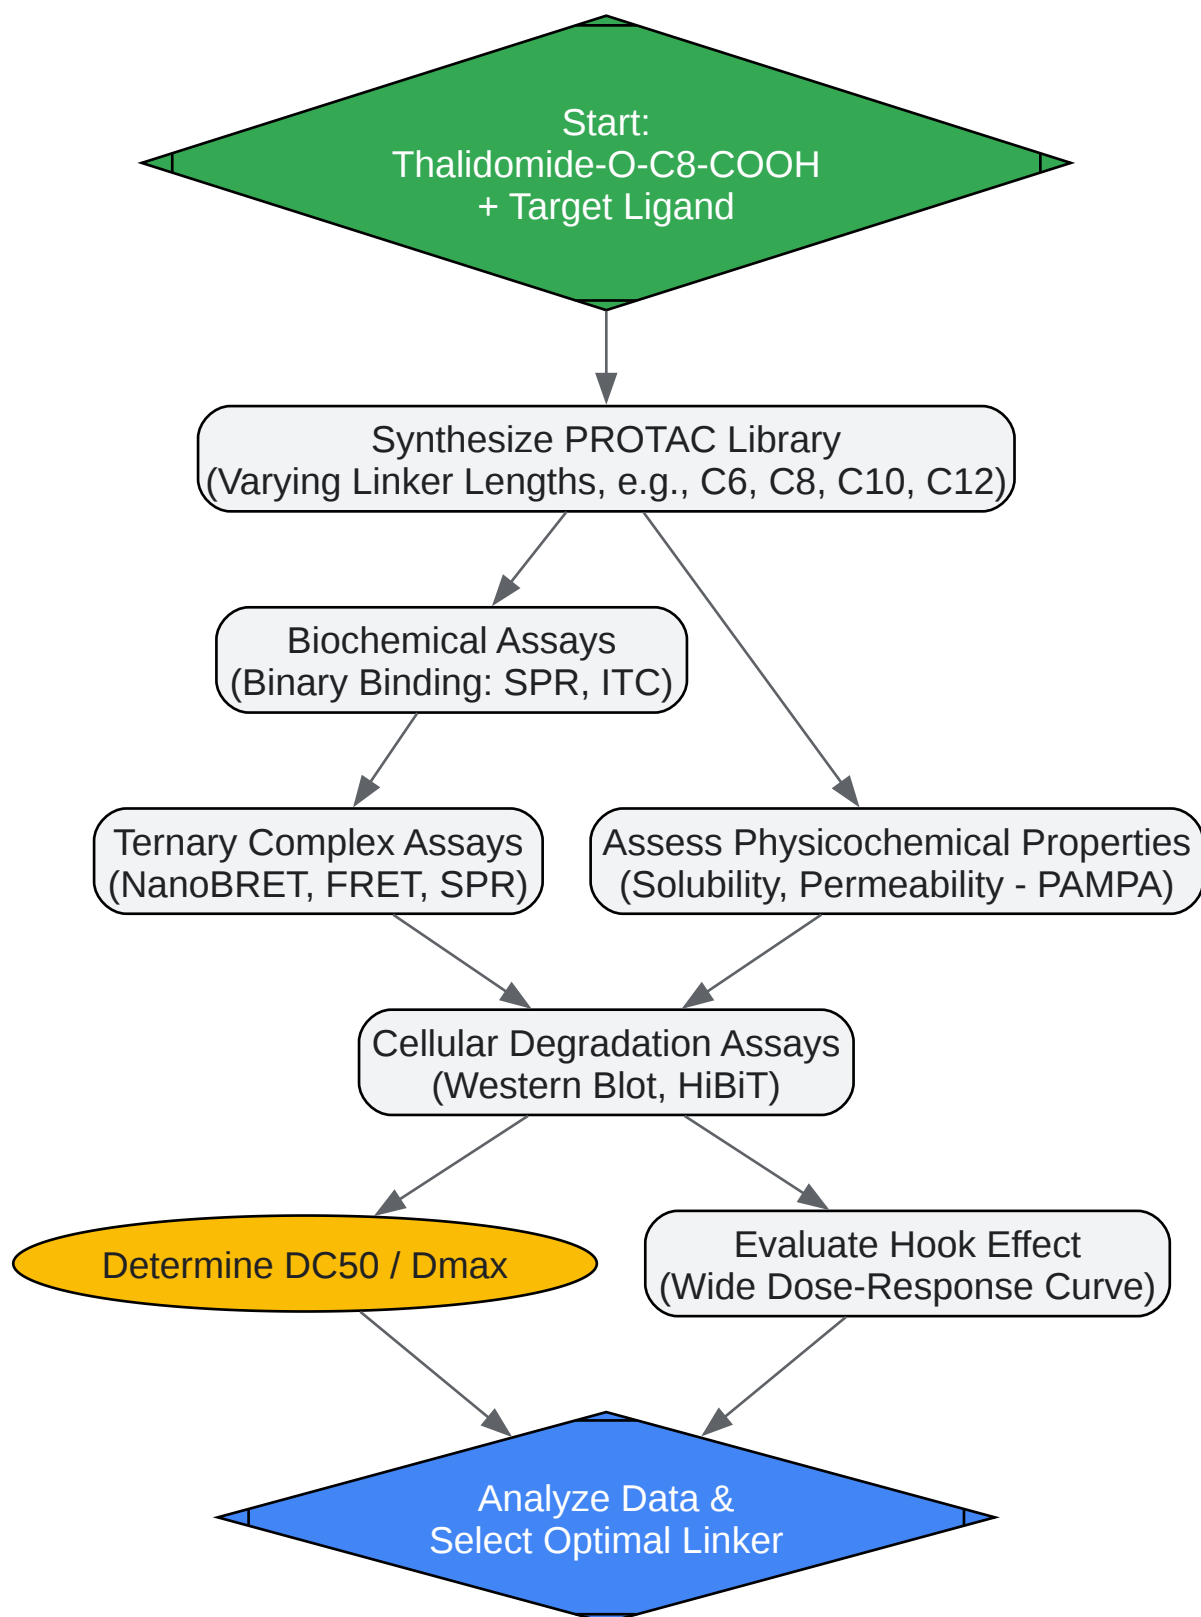 Start:
Thalidomide-O-C8-COOH
+ Target Ligand
Synthesize PROTAC Library
(Varying Linker Lengths, e.g., C6, C8, C10, C12)
Biochemical Assays
(Binary Binding: SPR, ITC)
Ternary Complex Assays
(NanoBRET, FRET, SPR)
Assess Physicochemical Properties
(Solubility, Permeability - PAMPA)
Cellular Degradation Assays
(Western Blot, HiBiT)
Determine DC50 / Dmax
Evaluate Hook Effect
(Wide Dose-Response Curve)
Analyze Data &
Select Optimal Linker